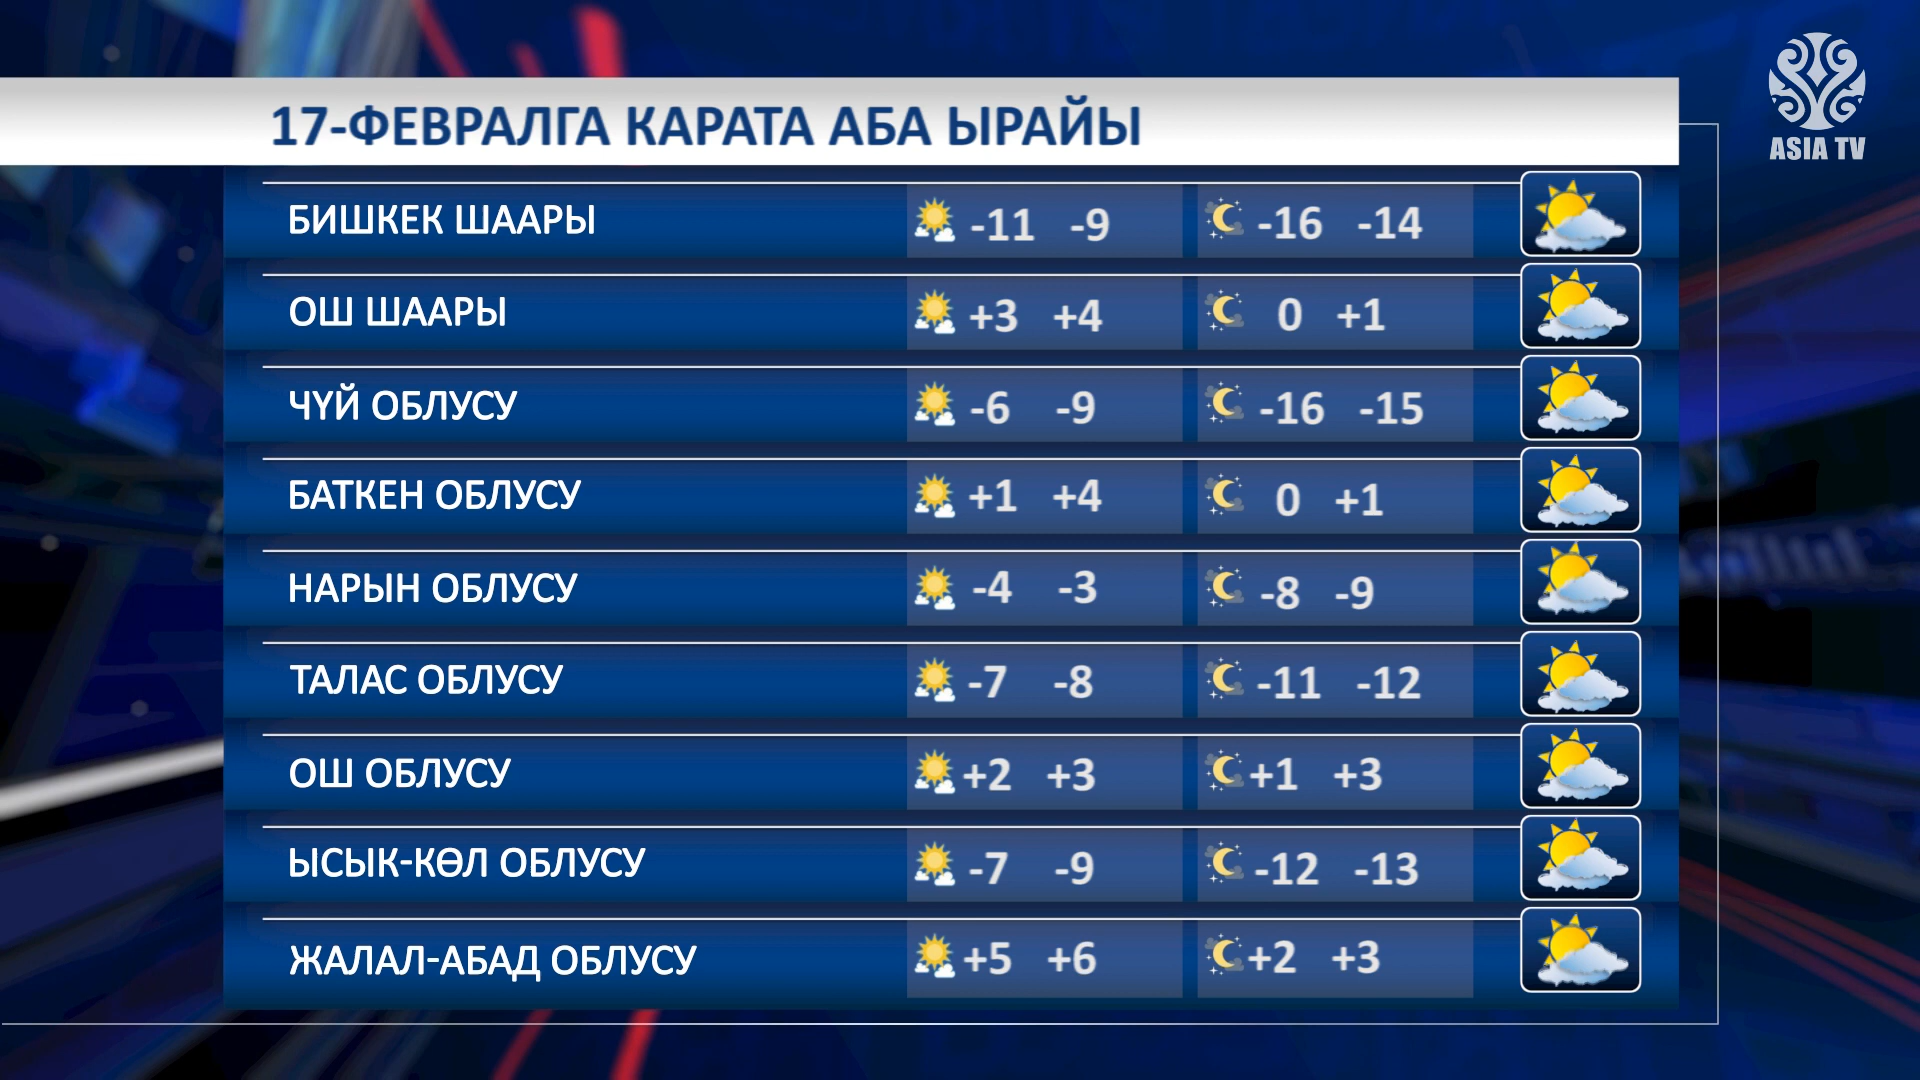 17-ФЕВРАЛГА КАРАТА АБА ЫРАЙЫ
ASIA TV
БИШКЕК ШААРЫ -11 -9 -16 -14
ОШ ШААРЫ +3 +4 0 +1
ЧҮЙ ОБЛУСУ -6 -9 -16 -15
БАТКЕН ОБЛУСУ +1 +4 0 +1
НАРЫН ОБЛУСУ -4 -3 -8 -9
ТАЛАС ОБЛУСУ -7 -8 -11 -12
ОШ ОБЛУСУ +2 +3 +1 +3
ЫСЫК-КӨЛ ОБЛУСУ -7 -9 -12 -13
ЖАЛАЛ-АБАД ОБЛУСУ +5 +6 +2 +3